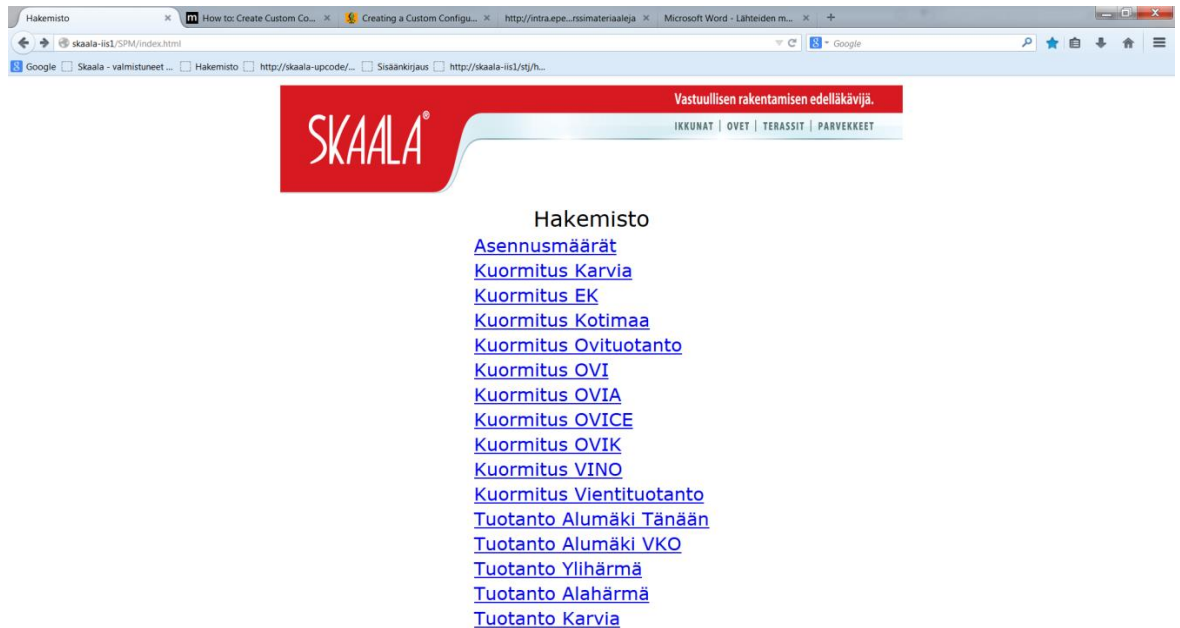 Hakemisto
How to: Create Custom Co...
Creating a Custom Configu...
http://intra.epe...rssimateriaaleja
Microsoft Word - Lähteiden m...
skaala-iis1/SPM/index.html
Google
Google
Skaala - valmistuneet ...
Hakemisto
http://skaala-upcode/...
Sisäänkirjaus
http://skaala-iis1/stj/h...
Vastuullisen rakentamisen edelläkävijä.
SKAALA®
IKKUNAT | OVET | TERASSIT | PARVEKKEET
Hakemisto
Asennusmäärät
Kuormitus Karvia
Kuormitus EK
Kuormitus Kotimaa
Kuormitus Ovituotanto
Kuormitus OVI
Kuormitus OVIA
Kuormitus OVICE
Kuormitus OVIK
Kuormitus VINO
Kuormitus Vientituotanto
Tuotanto Alumäki Tänään
Tuotanto Alumäki VKO
Tuotanto Ylihärmä
Tuotanto Alahärmä
Tuotanto Karvia